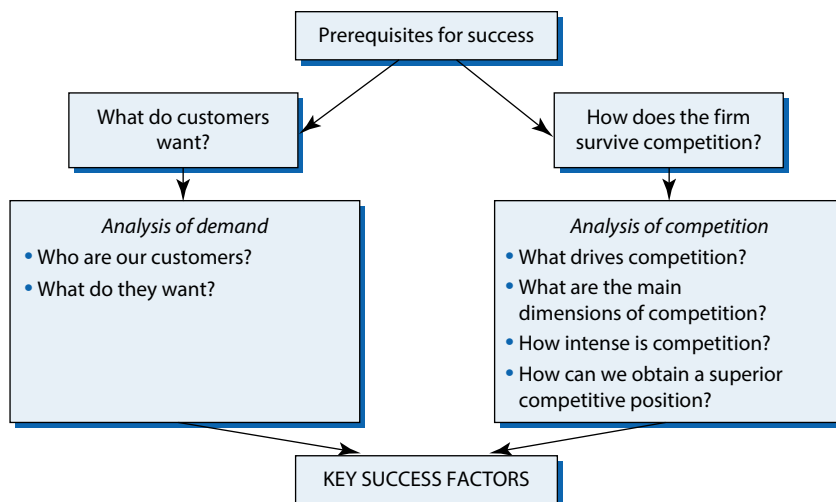 Prerequisites for success
What do customers
want?
How does the firm
survive competition?
Analysis of demand
• Who are our customers?
• What do they want?
Analysis of competition
• What drives competition?
• What are the main
dimensions of competition?
• How intense is competition?
• How can we obtain a superior
competitive position?
KEY SUCCESS FACTORS